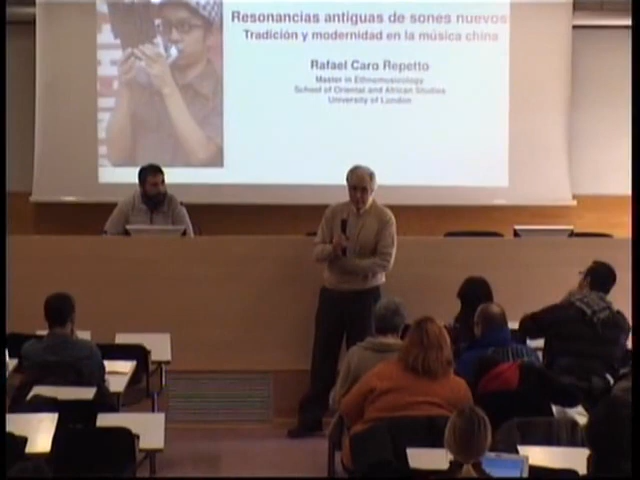 Resonancias antiguas de sones nuevos
Tradición y modernidad en la música china
Rafael Caro Repetto
Master in Ethnomusicology
School of Oriental and African Studies
University of London